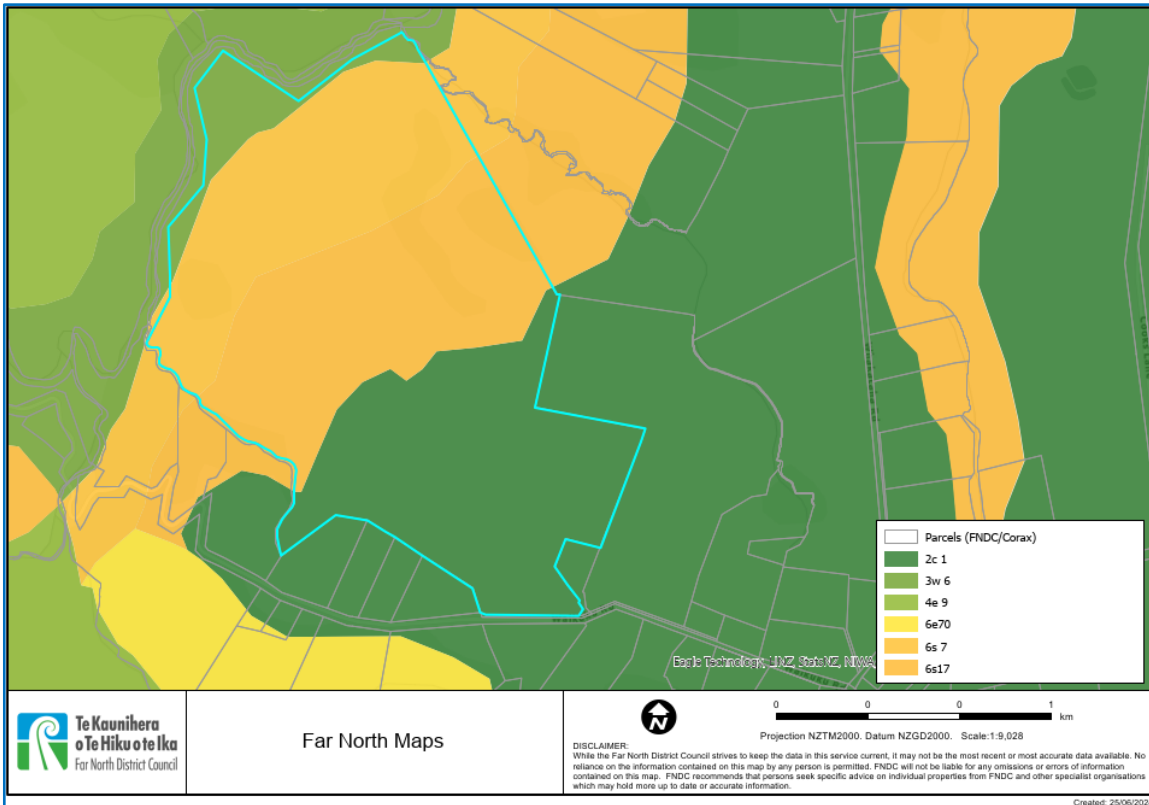 Parcels (FNDC/Corax)
2c 1
3w 6
4e 9
6e70
6s 7
6s17
Eagle Technology, LINZ, StatsNZ, NIWA
Te Kaunihera
o Te Hiku o te Ika
Far North District Council
Far North Maps
N
0 0 0 1
km
Projection NZTM2000. Datum NZGD2000. Scale:1:9,028
DISCLAIMER:
While the Far North District Council strives to keep the data in this service current, it may not be the most recent or most accurate data available. No
reliance on the information contained on this map by any person is permitted. FNDC will not be liable for any omissions or errors of information
contained on this map. FNDC recommends that persons seek specific advice on individual properties from FNDC and other specialist organisations
which may hold more up to date or accurate information.
Created: 25/06/202